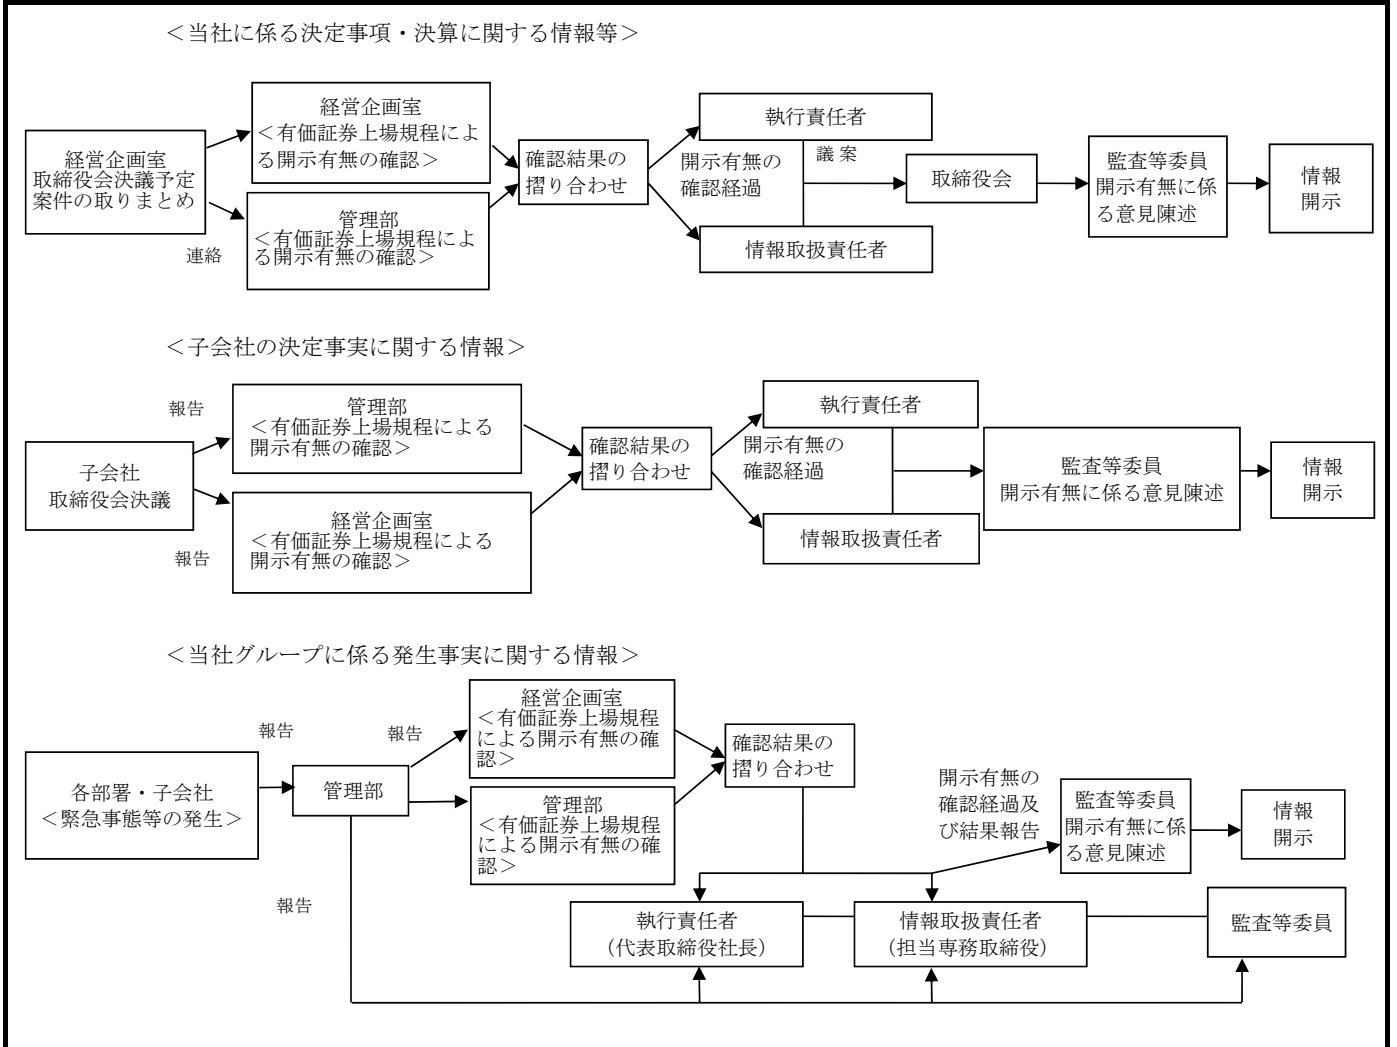 ＜当社に係る決定事項・決算に関する情報等＞
経営企画室
取締役会決議予定
案件の取りまとめ
連絡
経営企画室
＜有価証券上場規程によ
る開示有無の確認＞
管理部
＜有価証券上場規程によ
る開示有無の確認＞
確認結果の
摺り合わせ
執行責任者
開示有無の
確認経過
議 案
情報取扱責任者
取締役会
監査等委員
開示有無に係
る意見陳述
情報
開示
＜子会社の決定事実に関する情報＞
子会社
取締役会決議
報告
報告
管理部
＜有価証券上場規程による
開示有無の確認＞
経営企画室
＜有価証券上場規程による
開示有無の確認＞
確認結果の
摺り合わせ
執行責任者
開示有無の
確認経過
情報取扱責任者
監査等委員
開示有無に係る意見陳述
情報
開示
＜当社グループに係る発生事実に関する情報＞
各部署・子会社
＜緊急事態等の発生＞
報告
管理部
報告
報告
経営企画室
＜有価証券上場規程
による開示有無の確
認＞
管理部
＜有価証券上場規程
による開示有無の確
認＞
確認結果の
摺り合わせ
開示有無の
確認経過及
び結果報告
監査等委員
開示有無に係
る意見陳述
情報
開示
執行責任者
（代表取締役社長）
情報取扱責任者
（担当専務取締役）
監査等委員